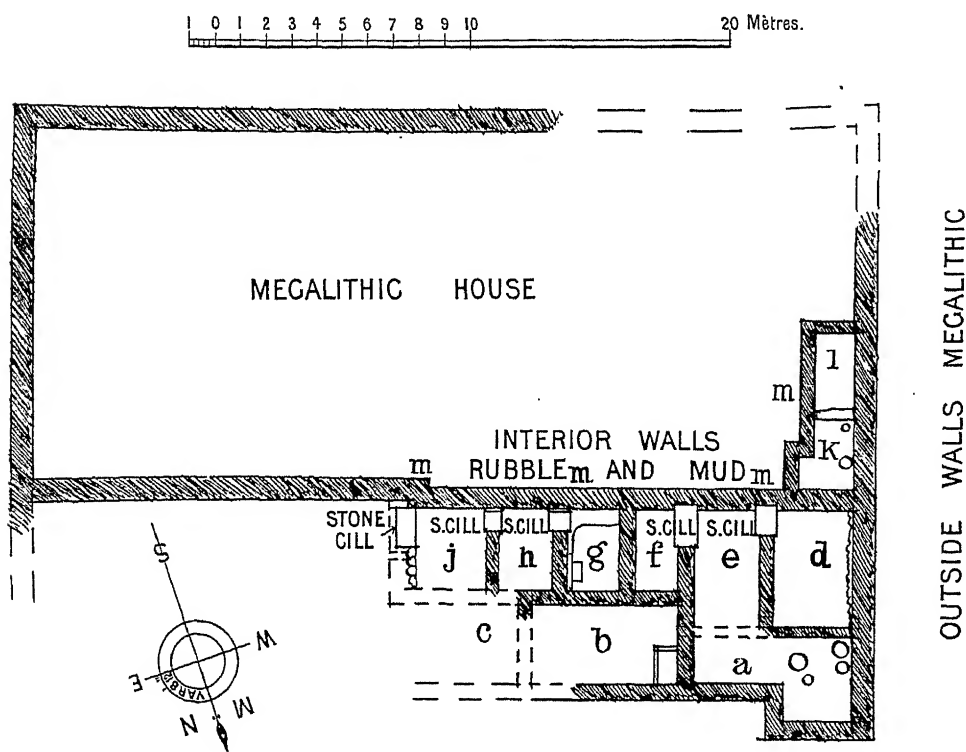 1 0 1 2 3 4 5 6 7 8 9 10 20 Mètres.
MEGALITHIC HOUSE
OUTSIDE WALLS MEGALITHIC
l
m
k
INTERIOR WALLS
m RUBBLE m AND MUD m
STONE CILL
S.CILL S.CILL S.CILL S.CILL
j h g f e d
c b a
S
W
E
N M